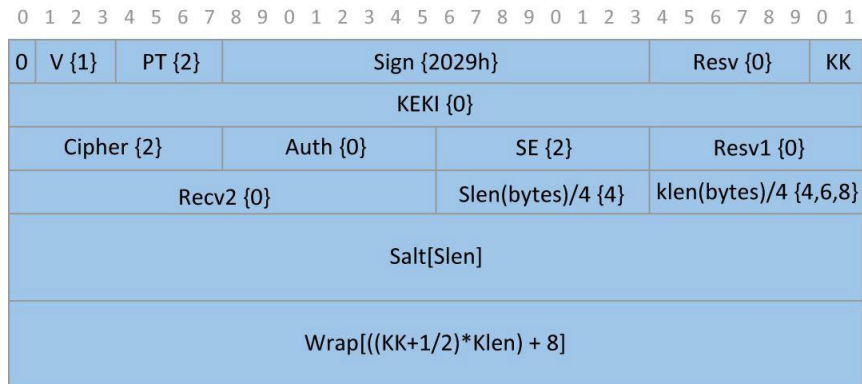 0 1 2 3 4 5 6 7 8 9 0 1 2 3 4 5 6 7 8 9 0 1 2 3 4 5 6 7 8 9 0 1
0 V {1} PT {2} Sign {2029h} Resv {0} KK
KEKI {0}
Cipher {2} Auth {0} SE {2} Resv1 {0}
Recv2 {0} Slen(bytes)/4 {4} klen(bytes)/4 {4,6,8}
Salt[Slen]
Wrap[((KK+1/2)*Klen) + 8]